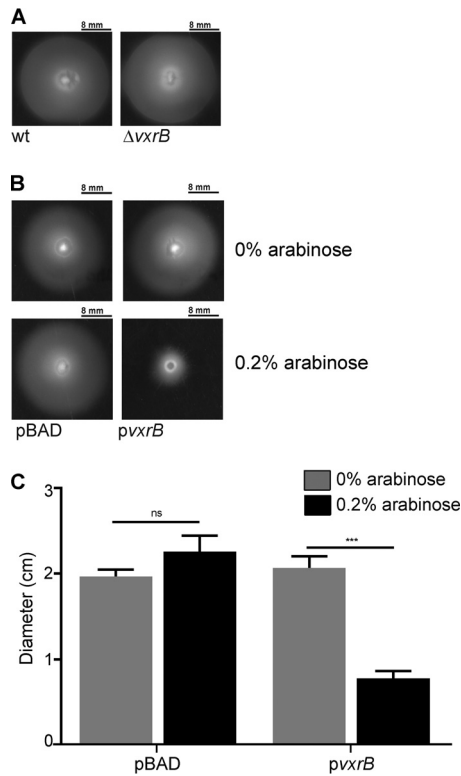 A
8 mm 8 mm
wt ΔvxrB
B
8 mm 8 mm
0% arabinose
8 mm 8 mm
0.2% arabinose
pBAD pvxrB
C
0% arabinose
0.2% arabinose
3
ns
***
2
Diameter (cm)
1
0
pBAD pvxrB